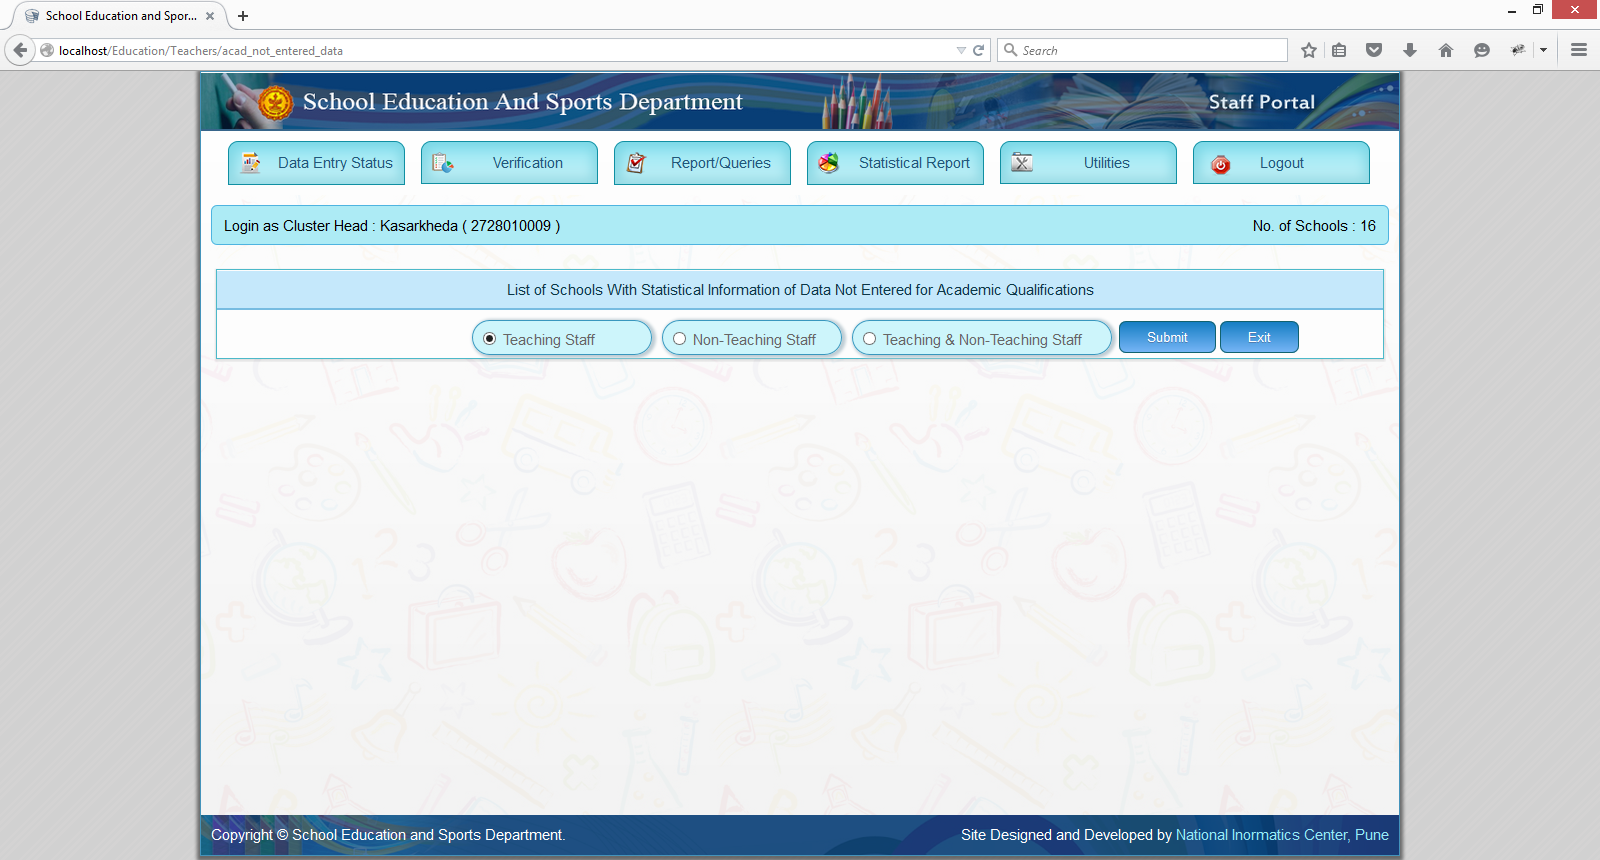 School Education and Spor...
localhost/Education/Teachers/acad_not_entered_data
Search
School Education And Sports Department
Staff Portal
Data Entry Status
Verification
Report/Queries
Statistical Report
Utilities
Logout
Login as Cluster Head : Kasarkheda ( 2728010009 )
No. of Schools : 16
List of Schools With Statistical Information of Data Not Entered for Academic Qualifications
Teaching Staff
Non-Teaching Staff
Teaching & Non-Teaching Staff
Submit
Exit
Copyright © School Education and Sports Department.
Site Designed and Developed by National Inormatics Center, Pune